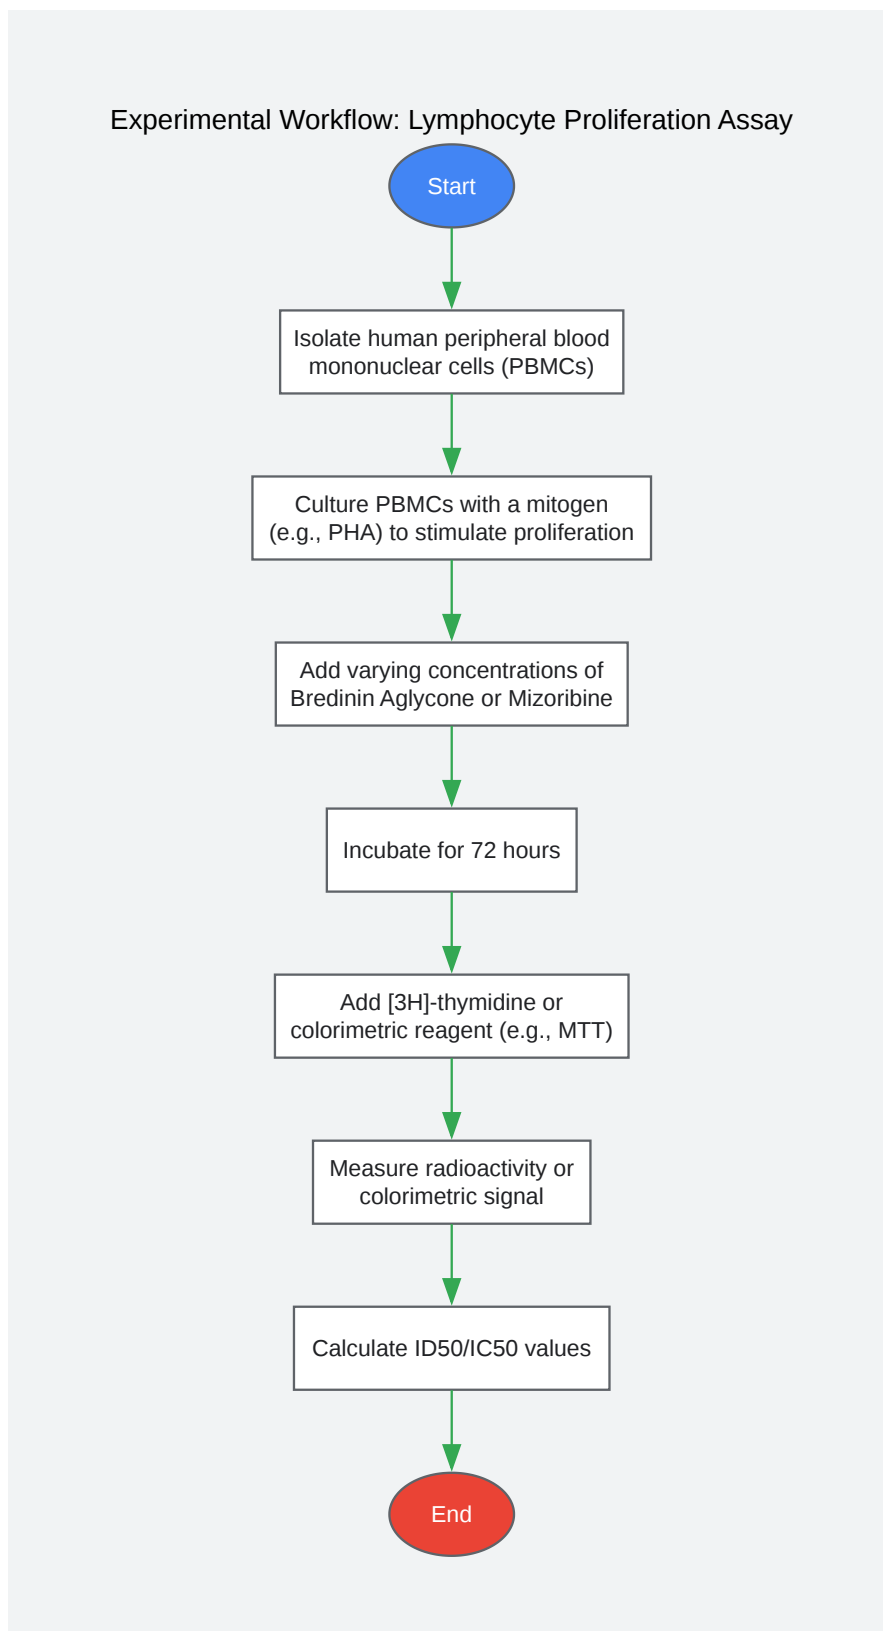 Experimental Workflow: Lymphocyte Proliferation Assay
Start
Isolate human peripheral blood
mononuclear cells (PBMCs)
Culture PBMCs with a mitogen
(e.g., PHA) to stimulate proliferation
Add varying concentrations of
Bredinin Aglycone or Mizoribine
Incubate for 72 hours
Add [3H]-thymidine or
colorimetric reagent (e.g., MTT)
Measure radioactivity or
colorimetric signal
Calculate ID50/IC50 values
End